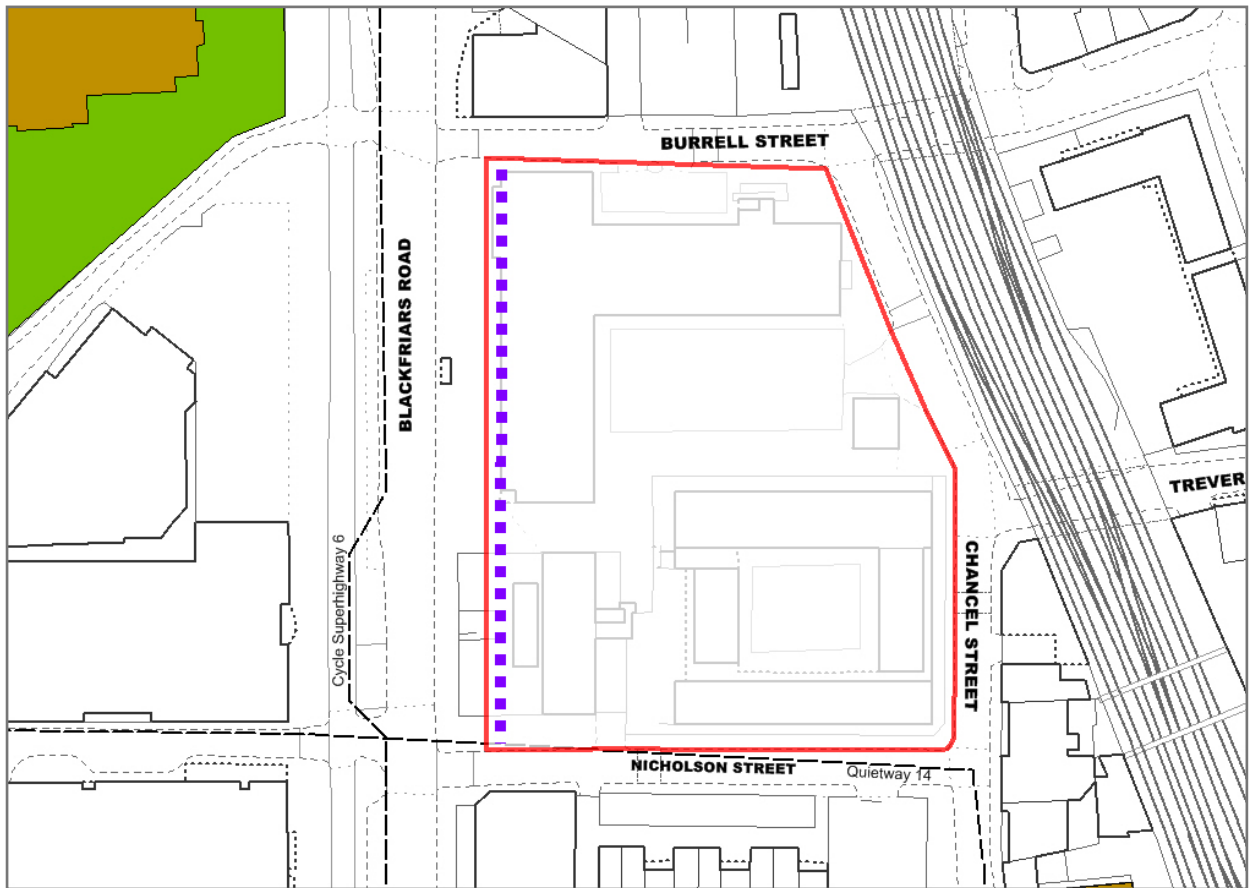 BURRELL STREET
BLACKFRIARS ROAD
TREVER
Cycle Superhighway 6
CHANCEL STREET
NICHOLSON STREET
Quietway 14